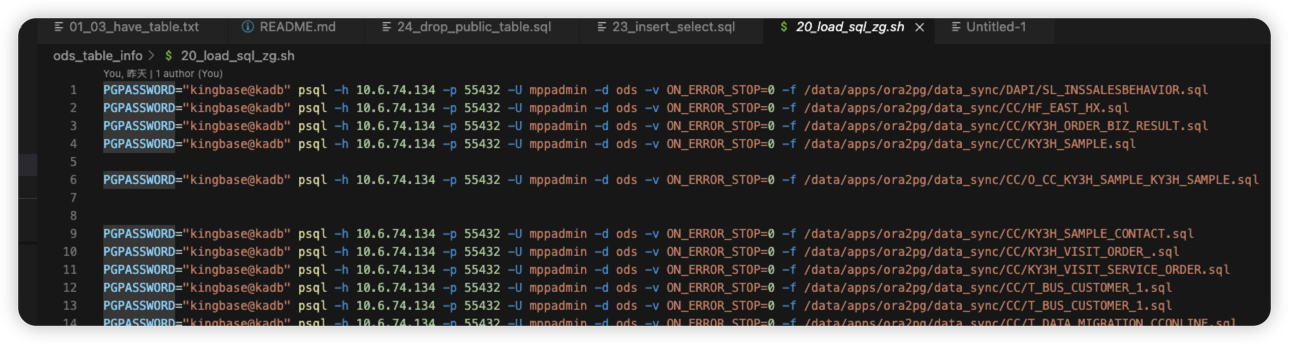 01_03_have_table.txt README.md 24_drop_public_table.sql 23_insert_select.sql $ 20_load_sql_zg.sh × Untitled-1
ods_table_info > $ 20_load_sql_zg.sh
You, 昨天 | 1 author (You)
1 PGPASSWORD="kingbase@kadb" psql -h 10.6.74.134 -p 55432 -U mppadmin -d ods -v ON_ERROR_STOP=0 -f /data/apps/ora2pg/data_sync/DAPI/SL_INSSALESBEHAVIOR.sql
2 PGPASSWORD="kingbase@kadb" psql -h 10.6.74.134 -p 55432 -U mppadmin -d ods -v ON_ERROR_STOP=0 -f /data/apps/ora2pg/data_sync/CC/HF_EAST_HX.sql
3 PGPASSWORD="kingbase@kadb" psql -h 10.6.74.134 -p 55432 -U mppadmin -d ods -v ON_ERROR_STOP=0 -f /data/apps/ora2pg/data_sync/CC/KY3H_ORDER_BIZ_RESULT.sql
4 PGPASSWORD="kingbase@kadb" psql -h 10.6.74.134 -p 55432 -U mppadmin -d ods -v ON_ERROR_STOP=0 -f /data/apps/ora2pg/data_sync/CC/KY3H_SAMPLE.sql
5
6 PGPASSWORD="kingbase@kadb" psql -h 10.6.74.134 -p 55432 -U mppadmin -d ods -v ON_ERROR_STOP=0 -f /data/apps/ora2pg/data_sync/CC/O_CC_KY3H_SAMPLE_KY3H_SAMPLE.sql
7
8
9 PGPASSWORD="kingbase@kadb" psql -h 10.6.74.134 -p 55432 -U mppadmin -d ods -v ON_ERROR_STOP=0 -f /data/apps/ora2pg/data_sync/CC/KY3H_SAMPLE_CONTACT.sql
10 PGPASSWORD="kingbase@kadb" psql -h 10.6.74.134 -p 55432 -U mppadmin -d ods -v ON_ERROR_STOP=0 -f /data/apps/ora2pg/data_sync/CC/KY3H_VISIT_ORDER_.sql
11 PGPASSWORD="kingbase@kadb" psql -h 10.6.74.134 -p 55432 -U mppadmin -d ods -v ON_ERROR_STOP=0 -f /data/apps/ora2pg/data_sync/CC/KY3H_VISIT_SERVICE_ORDER.sql
12 PGPASSWORD="kingbase@kadb" psql -h 10.6.74.134 -p 55432 -U mppadmin -d ods -v ON_ERROR_STOP=0 -f /data/apps/ora2pg/data_sync/CC/T_BUS_CUSTOMER_1.sql
13 PGPASSWORD="kingbase@kadb" psql -h 10.6.74.134 -p 55432 -U mppadmin -d ods -v ON_ERROR_STOP=0 -f /data/apps/ora2pg/data_sync/CC/T_BUS_CUSTOMER_1.sql
14 PGPASSWORD="kingbase@kadb" psql -h 10.6.74.134 -p 55432 -U mppadmin -d ods -v ON_ERROR_STOP=0 -f /data/apps/ora2pg/data_sync/CC/T_DATA_MIGRATION_CCONLINE.sql